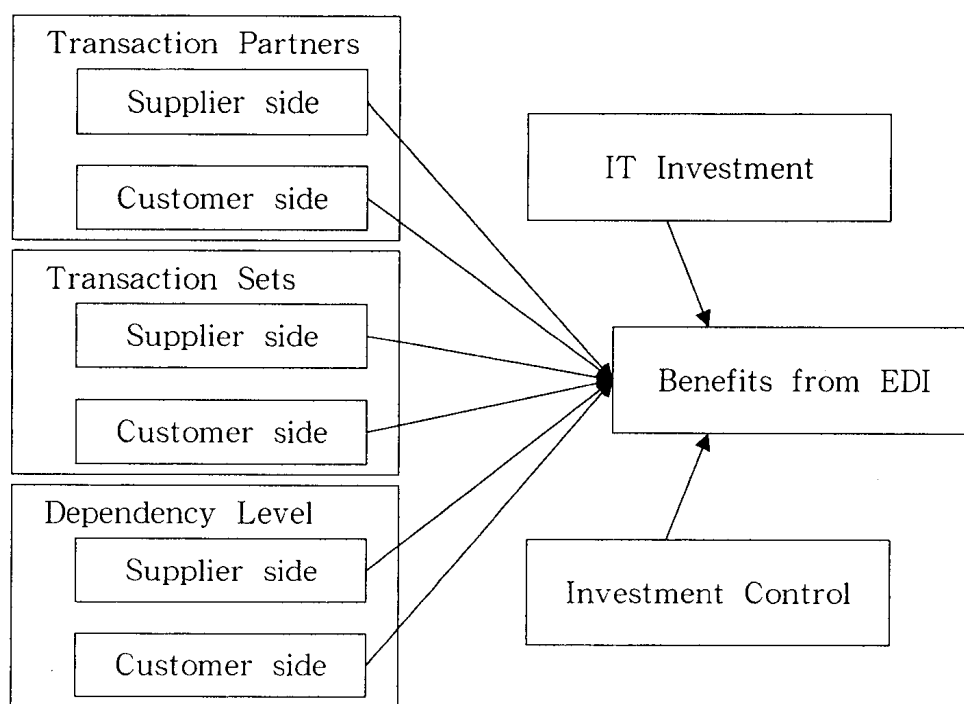 Transaction Partners
Supplier side
Customer side
Transaction Sets
Supplier side
Customer side
Dependency Level
Supplier side
Customer side
IT Investment
Benefits from EDI
Investment Control